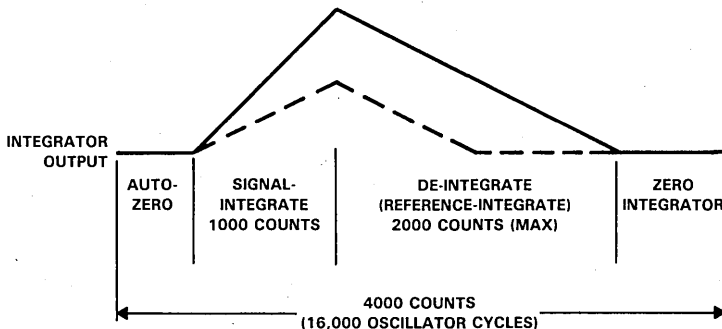 INTEGRATOR
OUTPUT
AUTO-
ZERO
SIGNAL-
INTEGRATE
1000 COUNTS
DE-INTEGRATE
(REFERENCE-INTEGRATE)
2000 COUNTS (MAX)
ZERO
INTEGRATOR
4000 COUNTS
(16,000 OSCILLATOR CYCLES)